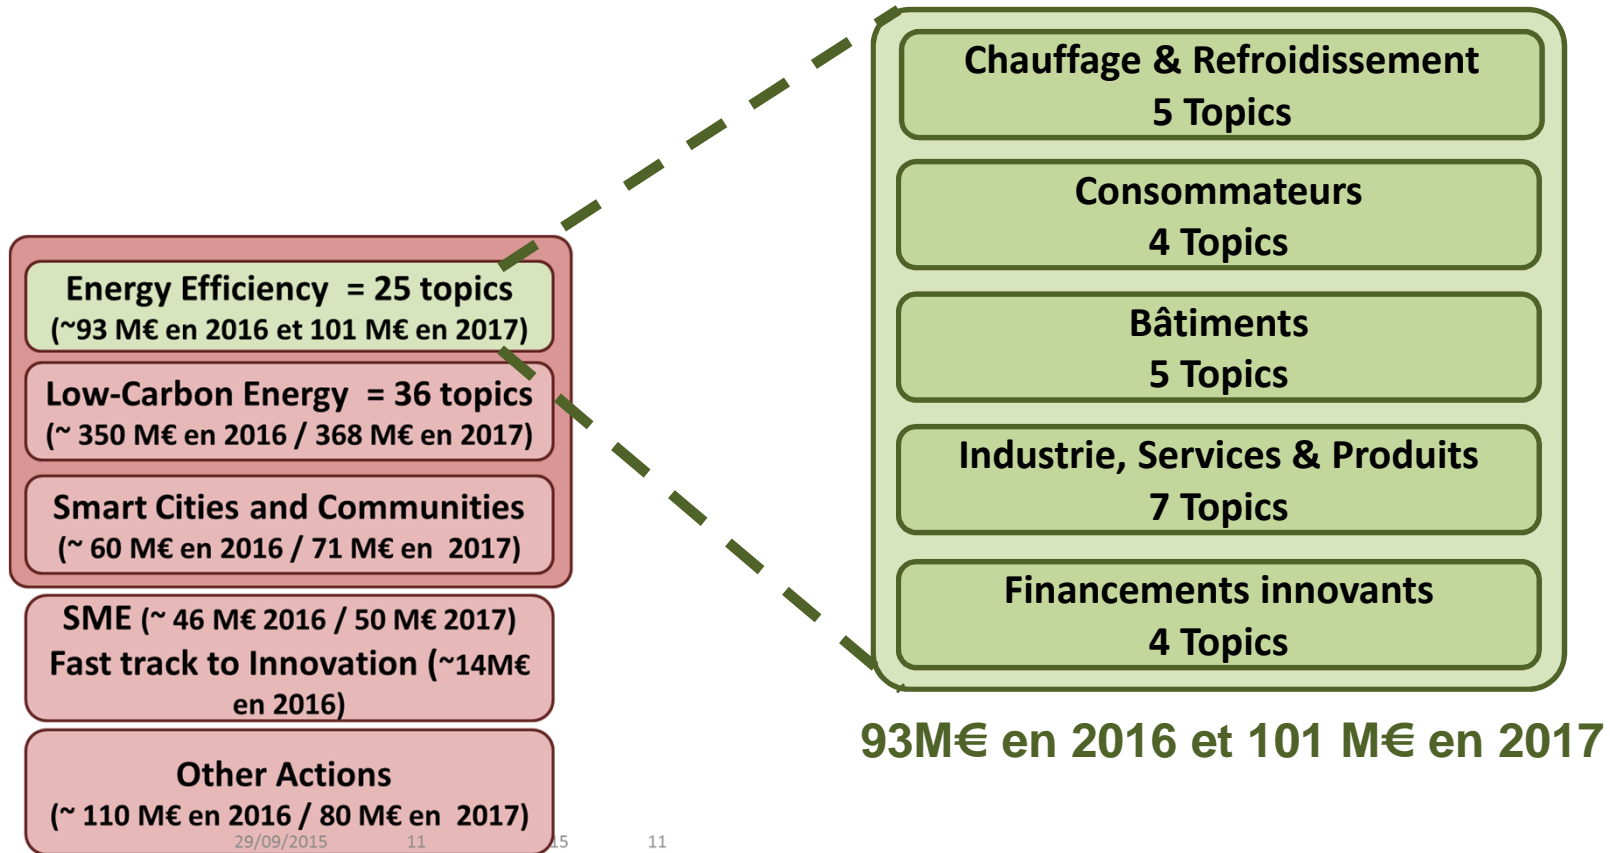 Energy Efficiency  = 25 topics
(~93 M€ en 2016 et 101 M€ en 2017)
Low-Carbon Energy  = 36 topics
(~ 350 M€ en 2016 / 368 M€ en 2017)
Smart Cities and Communities
(~ 60 M€ en 2016 / 71 M€ en  2017)
SME (~ 46 M€ 2016 / 50 M€ 2017)
Fast track to Innovation (~14M€
en 2016)
Other Actions
(~ 110 M€ en 2016 / 80 M€ en  2017)
29/09/2015 11 15 11
Chauffage & Refroidissement
5 Topics
Consommateurs
4 Topics
Bâtiments
5 Topics
Industrie, Services & Produits
7 Topics
Financements innovants
4 Topics
93M€ en 2016 et 101 M€ en 2017